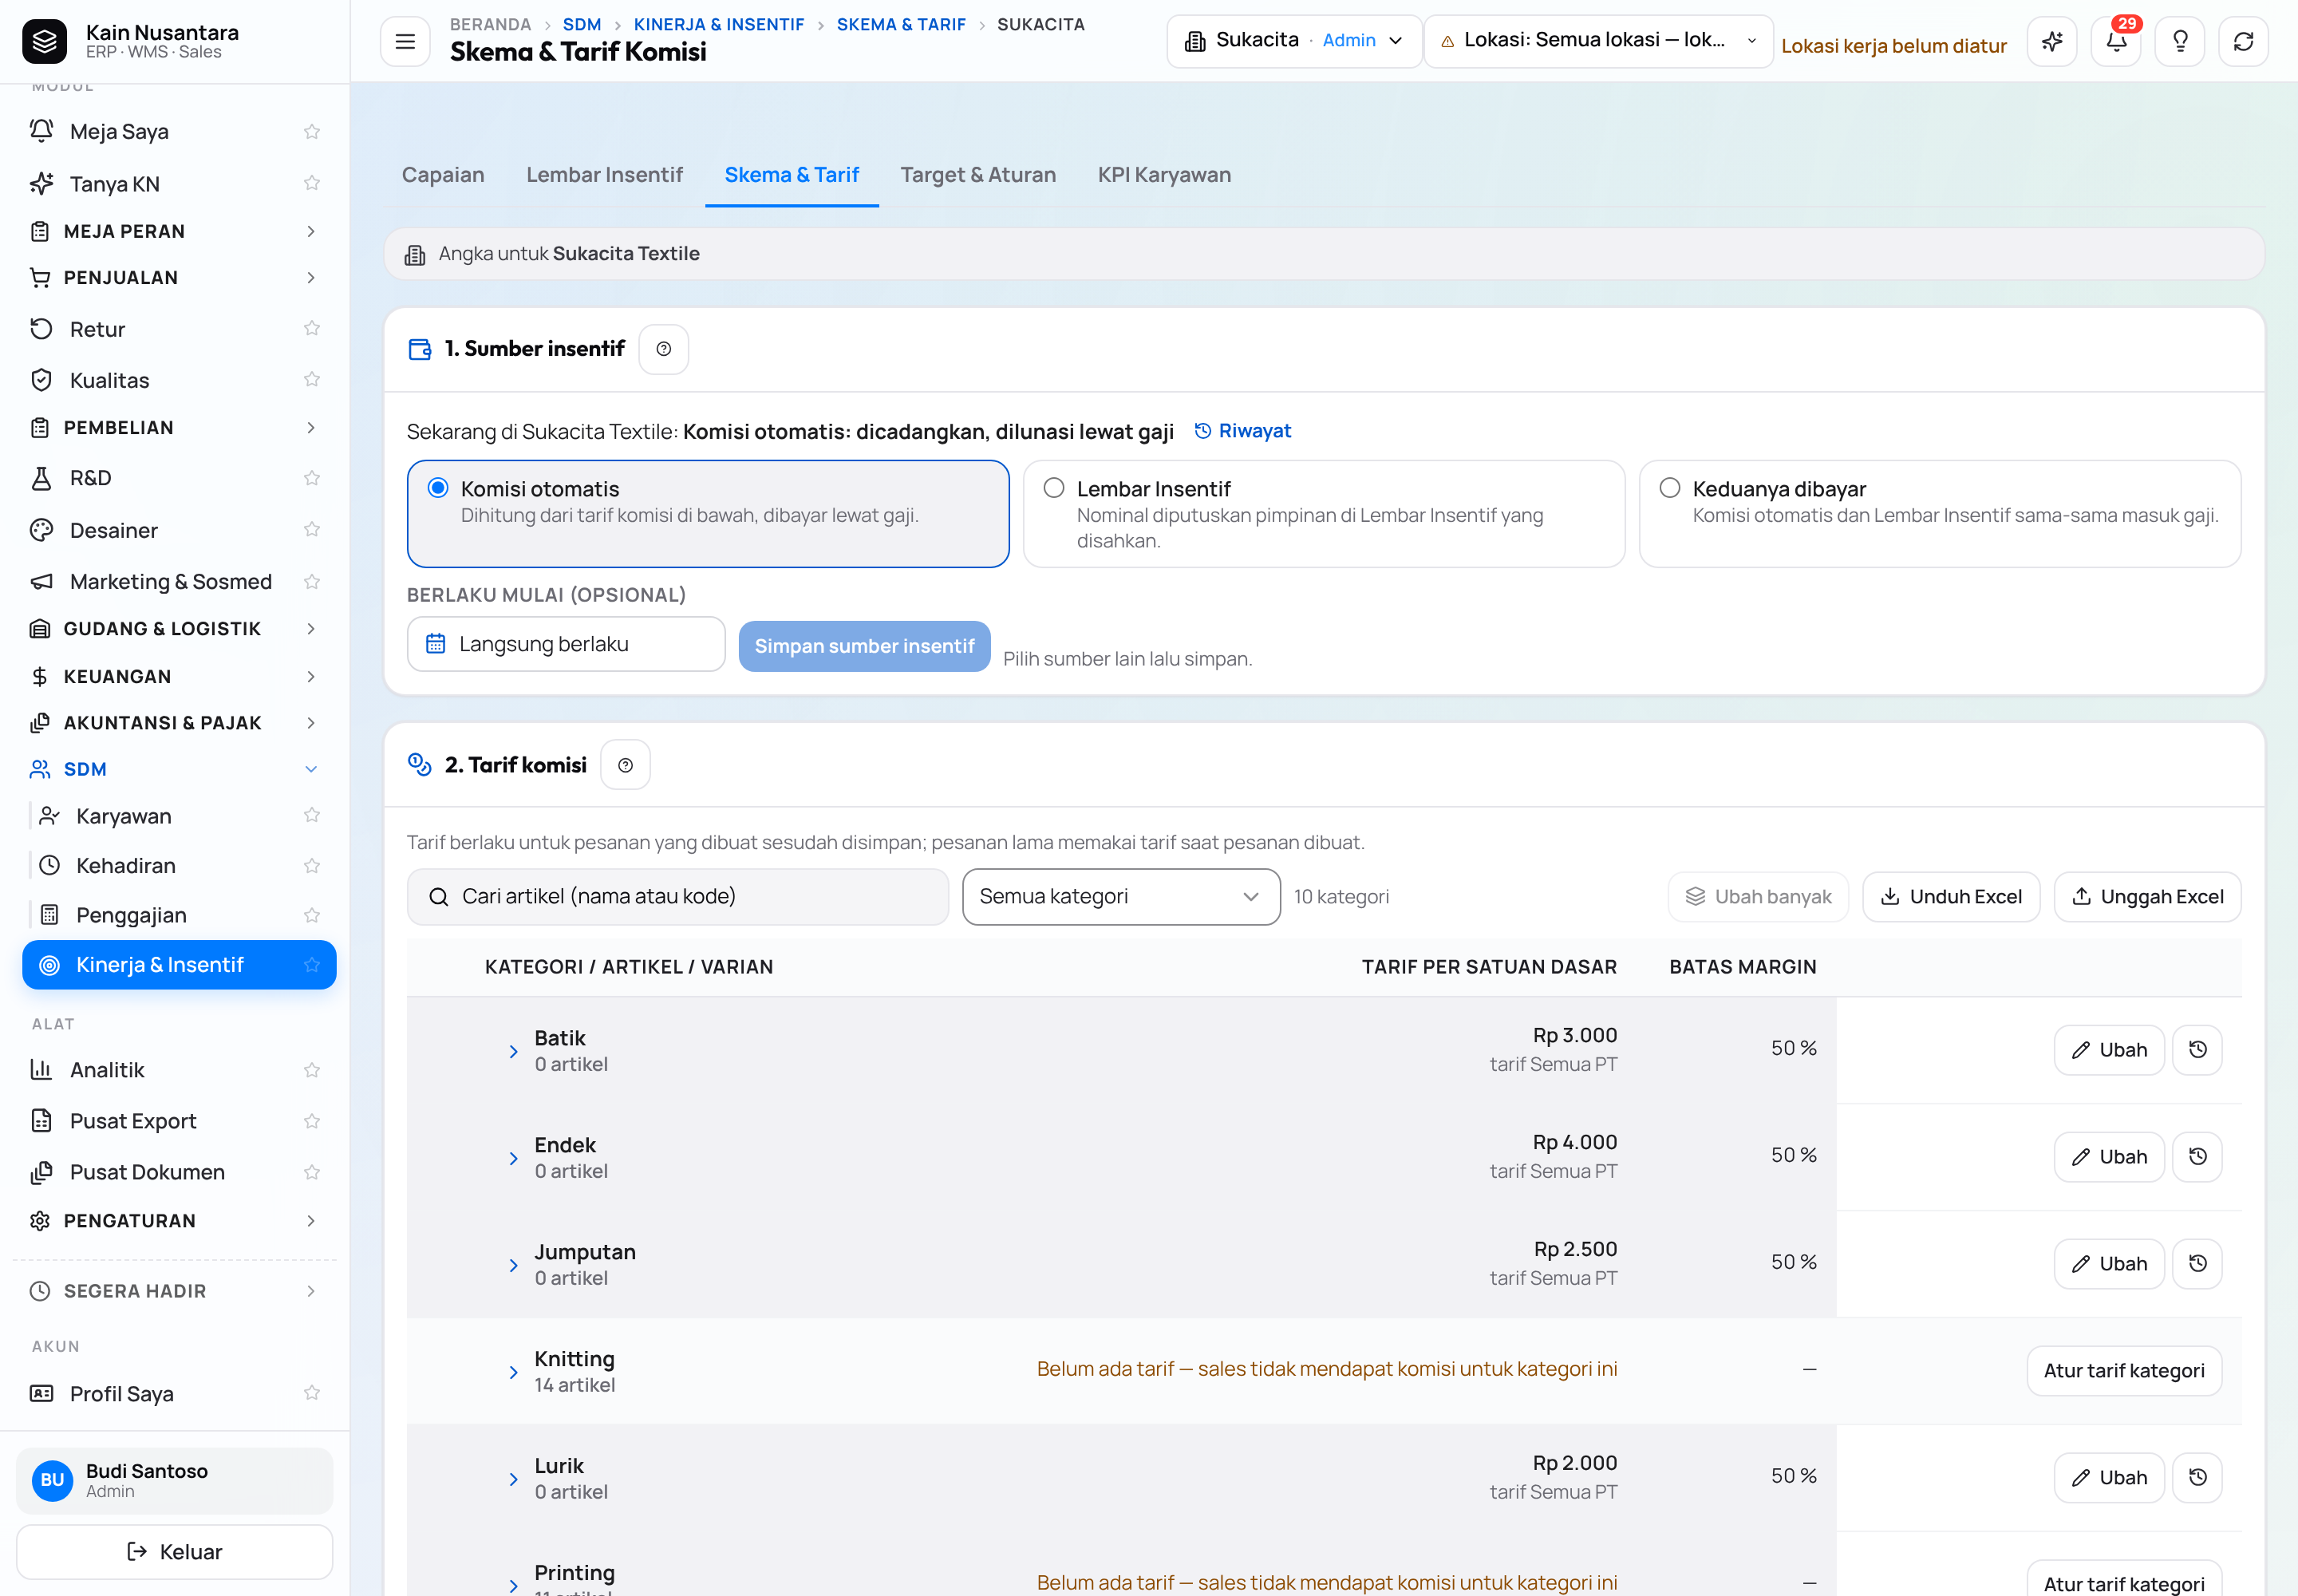 Kain Nusantara
ERP · WMS · Sales
MODUL
Meja Saya
Tanya KN
MEJA PERAN
PENJUALAN
Retur
Kualitas
PEMBELIAN
R&D
Desainer
Marketing & Sosmed
GUDANG & LOGISTIK
KEUANGAN
AKUNTANSI & PAJAK
SDM
Karyawan
Kehadiran
Penggajian
Kinerja & Insentif
ALAT
Analitik
Pusat Export
Pusat Dokumen
PENGATURAN
SEGERA HADIR
AKUN
Profil Saya
BU
Budi Santoso
Admin
Keluar
BERANDA > SDM > KINERJA & INSENTIF > SKEMA & TARIF > SUKACITA
Skema & Tarif Komisi
Sukacita · Admin
Lokasi: Semua lokasi — lok...
Lokasi kerja belum diatur
29
Capaian
Lembar Insentif
Skema & Tarif
Target & Aturan
KPI Karyawan
Angka untuk Sukacita Textile
1. Sumber insentif
Sekarang di Sukacita Textile: Komisi otomatis: dicadangkan, dilunasi lewat gaji
Riwayat
Komisi otomatis
Dihitung dari tarif komisi di bawah, dibayar lewat gaji.
Lembar Insentif
Nominal diputuskan pimpinan di Lembar Insentif yang
disahkan.
Keduanya dibayar
Komisi otomatis dan Lembar Insentif sama-sama masuk gaji.
BERLAKU MULAI (OPSIONAL)
Langsung berlaku
Simpan sumber insentif
Pilih sumber lain lalu simpan.
2. Tarif komisi
Tarif berlaku untuk pesanan yang dibuat sesudah disimpan; pesanan lama memakai tarif saat pesanan dibuat.
Cari artikel (nama atau kode)
Semua kategori
10 kategori
Ubah banyak
Unduh Excel
Unggah Excel
KATEGORI / ARTIKEL / VARIAN
TARIF PER SATUAN DASAR
BATAS MARGIN
Batik
0 artikel
Rp 3.000
tarif Semua PT
50 %
Ubah
Endek
0 artikel
Rp 4.000
tarif Semua PT
50 %
Ubah
Jumputan
0 artikel
Rp 2.500
tarif Semua PT
50 %
Ubah
Knitting
14 artikel
Belum ada tarif — sales tidak mendapat komisi untuk kategori ini
—
Atur tarif kategori
Lurik
0 artikel
Rp 2.000
tarif Semua PT
50 %
Ubah
Printing
11 artikel
Belum ada tarif — sales tidak mendapat komisi untuk kategori ini
—
Atur tarif kategori